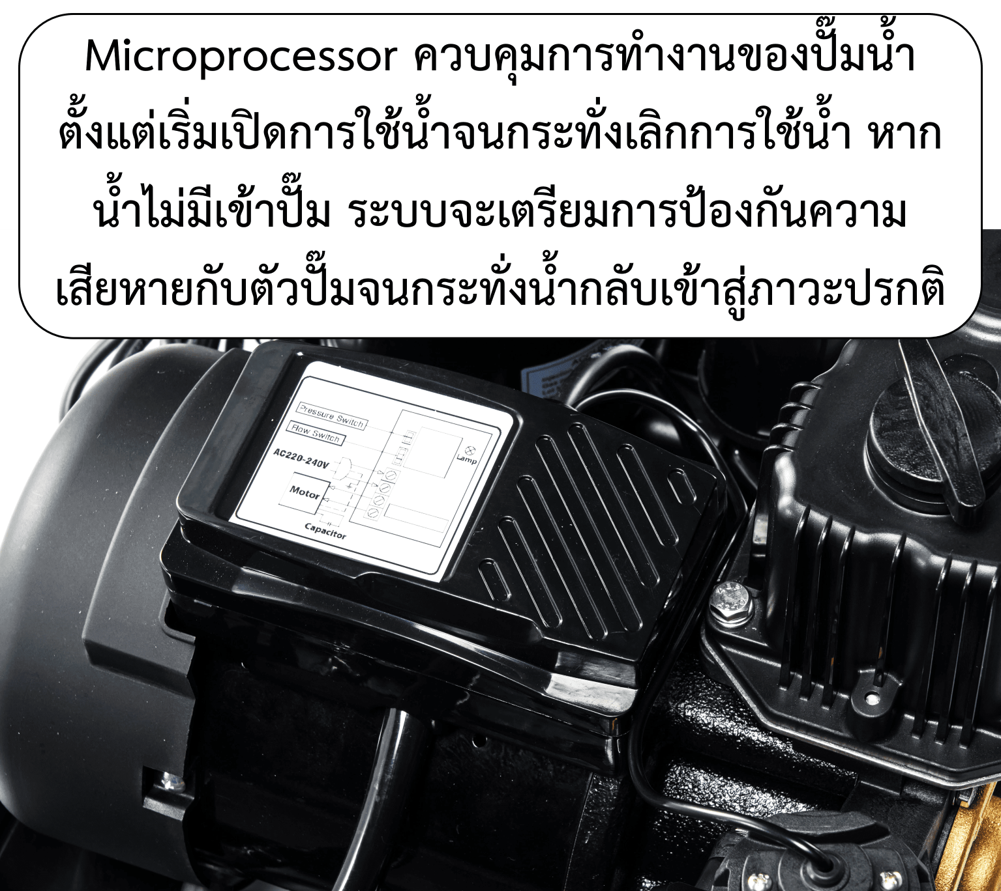 Microprocessor ควบคุมการทำงานของปั๊มน้ำ
ตั้งแต่เริ่มเปิดการใช้น้ำจนกระทั่งเลิกการใช้น้ำ หาก
น้ำไม่มีเข้าปั๊ม ระบบจะเตรียมการป้องกันความ
เสียหายกับตัวปั๊มจนกระทั่งน้ำกลับเข้าสู่ภาวะปรกติ
Pressure Switch
Flow Switch
AC220-240V
Lamp
Motor
Capacitor